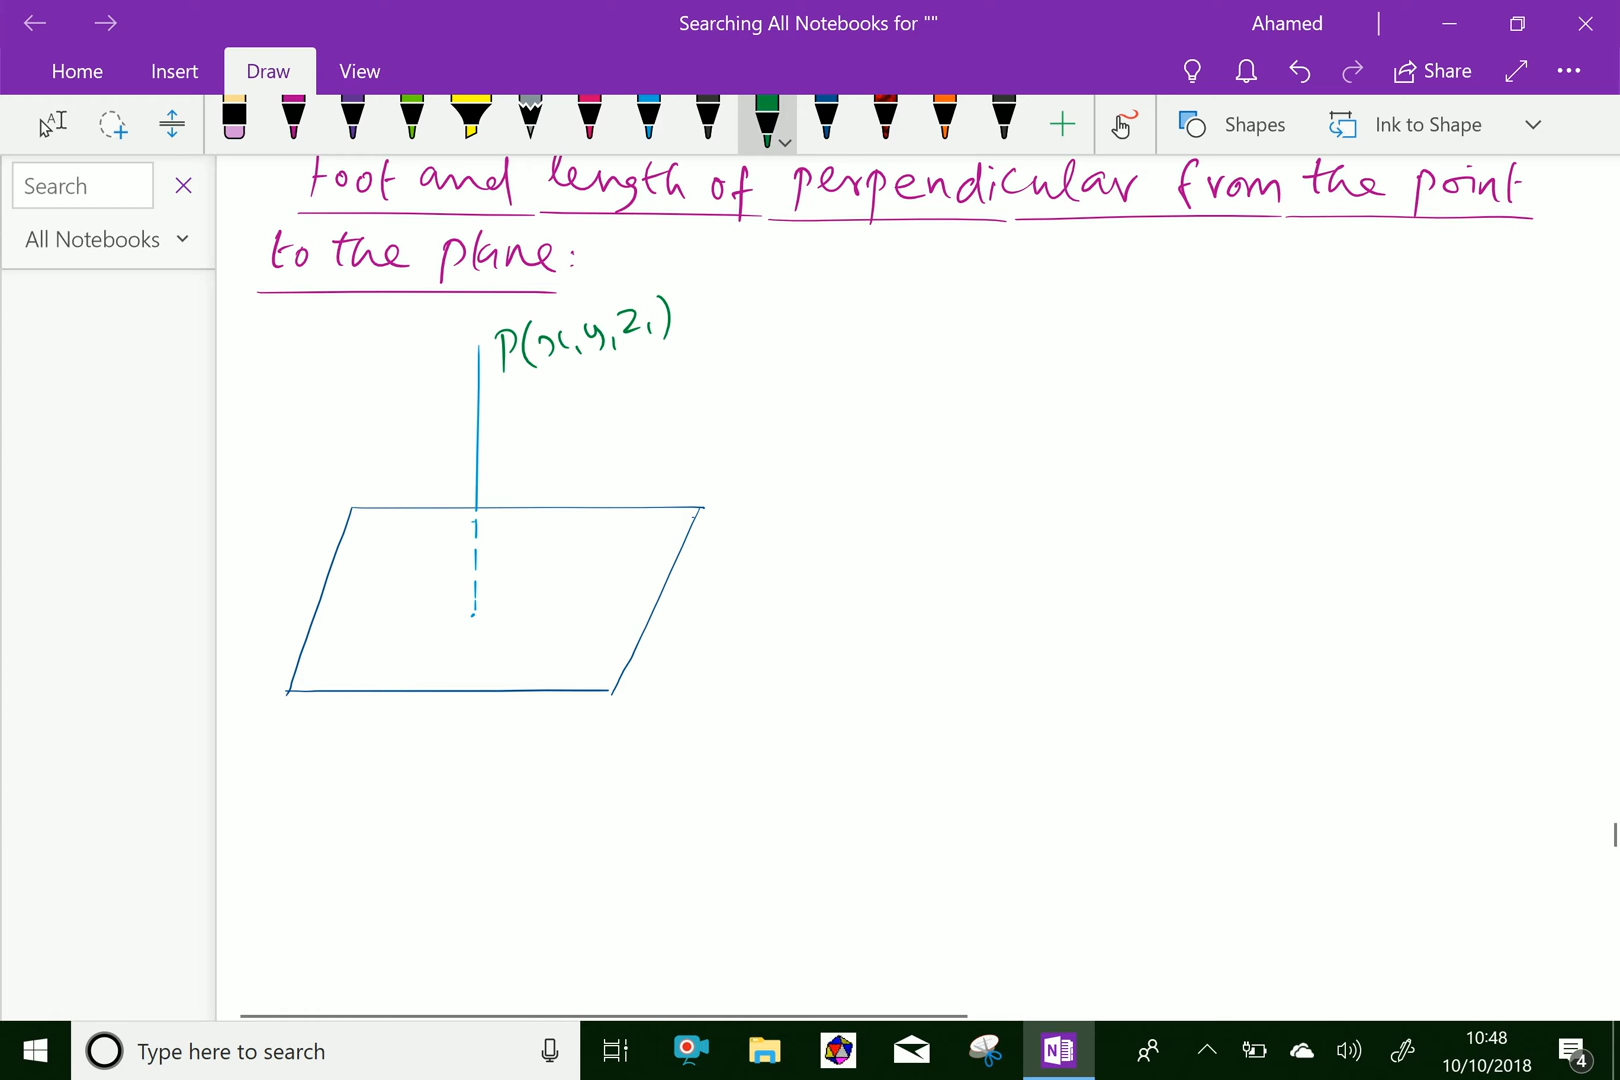 Searching All Notebooks for ""
Ahamed
Home Insert Draw View
Share
Shapes
Ink to Shape
Search
All Notebooks
Foot and length of perpendicular from the point
to the plane:
P(x₁ y₁ z₁)
Type here to search
10:48
10/10/2018
4